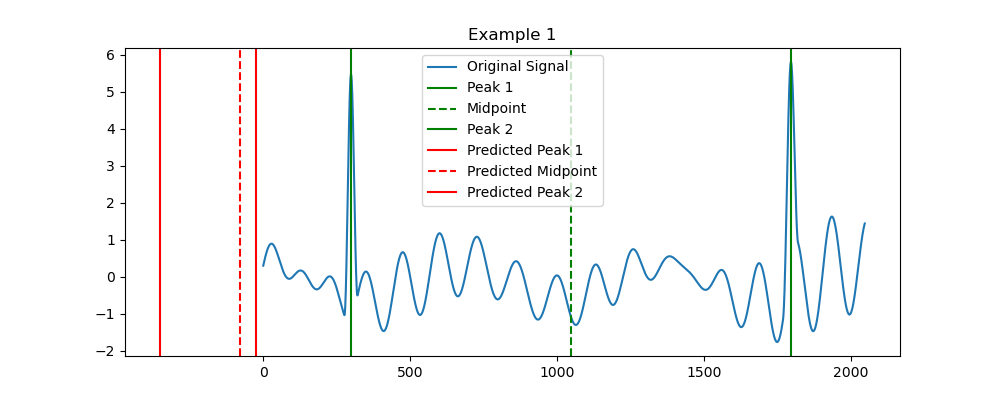 Example 1
6
5
4
3
2
1
0
−1
−2
Original Signal
Peak 1
Midpoint
Peak 2
Predicted Peak 1
Predicted Midpoint
Predicted Peak 2
0
500
1000
1500
2000